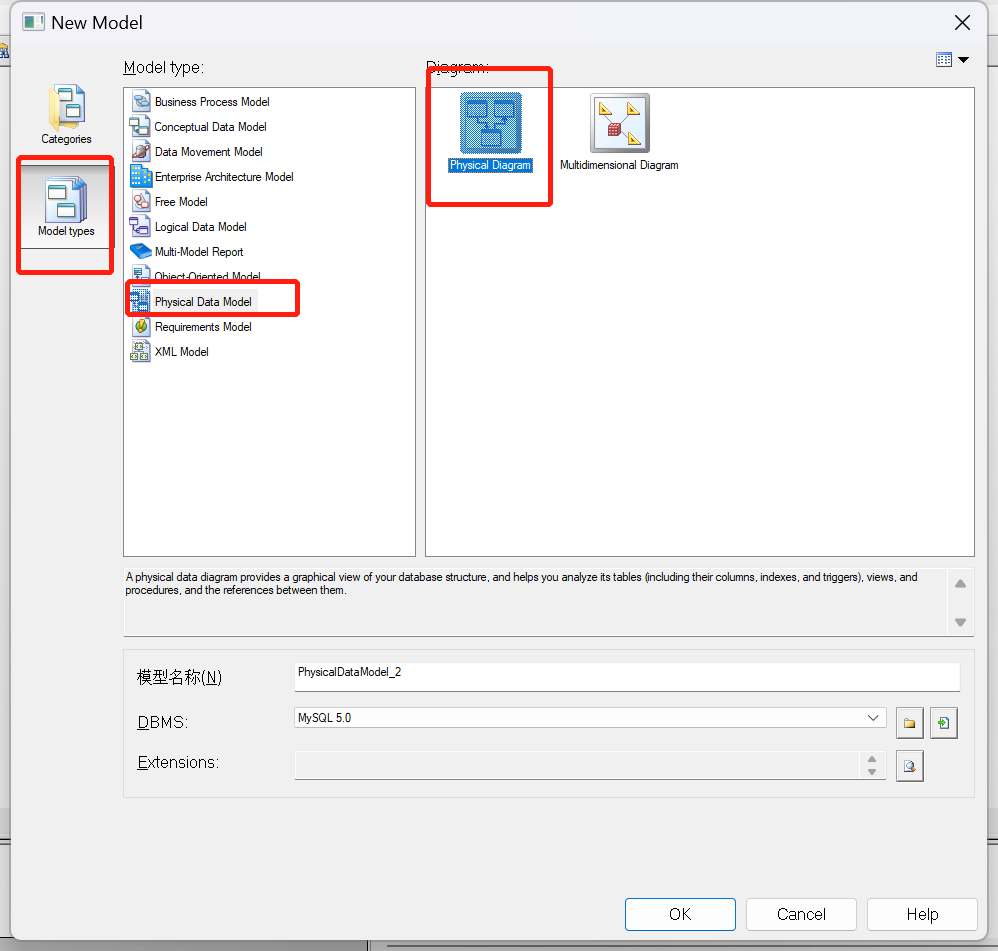 New Model
Model type:
Diagram:
Categories
Model types
Business Process Model
Conceptual Data Model
Data Movement Model
Enterprise Architecture Model
Free Model
Logical Data Model
Multi-Model Report
Object-Oriented Model
Physical Data Model
Requirements Model
XML Model
Physical Diagram
Multidimensional Diagram
A physical data diagram provides a graphical view of your database structure, and helps you analyze its tables (including their columns, indexes, and triggers), views, and
procedures, and the references between them.
模型名称(N)
PhysicalDataModel_2
DBMS:
MySQL 5.0
Extensions:
OK
Cancel
Help